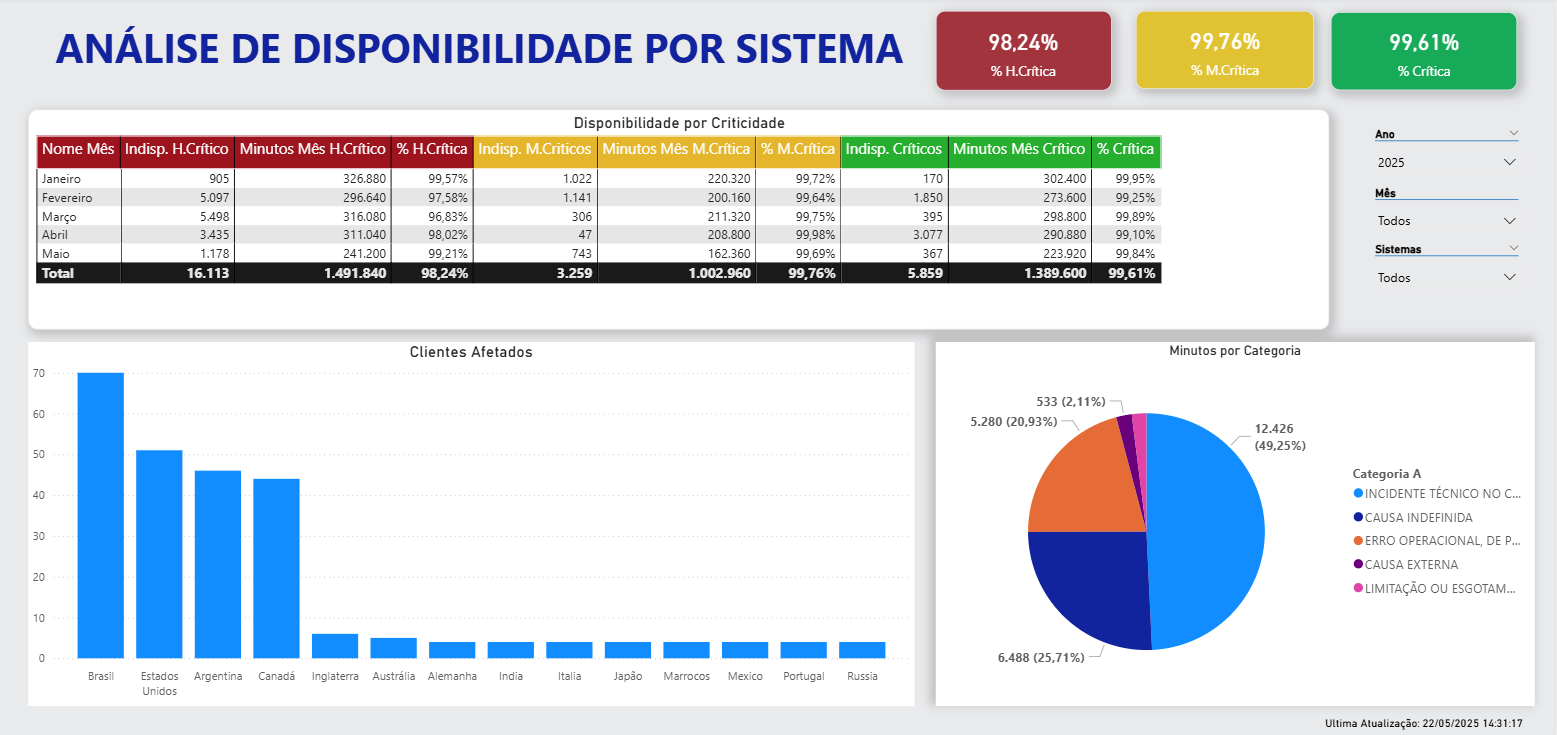 ANÁLISE DE DISPONIBILIDADE POR SISTEMA
98,24%
% H.Crítica
99,76%
% M.Crítica
99,61%
% Crítica
Disponibilidade por Criticidade
Nome Mês Indisp. H.Crítico Minutos Mês H.Crítico % H.Crítica Indisp. M.Criticos Minutos Mês M.Crítica % M.Crítica Indisp. Críticos Minutos Mês Crítico % Crítica
Janeiro 905 326.880 99,57% 1.022 220.320 99,72% 170 302.400 99,95%
Fevereiro 5.097 296.640 97,58% 1.141 200.160 99,64% 1.850 273.600 99,25%
Março 5.498 316.080 96,83% 306 211.320 99,75% 395 298.800 99,89%
Abril 3.435 311.040 98,02% 47 208.800 99,98% 3.077 290.880 99,10%
Maio 1.178 241.200 99,21% 743 162.360 99,69% 367 223.920 99,84%
Total 16.113 1.491.840 98,24% 3.259 1.002.960 99,76% 5.859 1.389.600 99,61%
Ano
2025
Mês
Todos
Sistemas
Todos
Clientes Afetados
70
60
50
40
30
20
10
0
Brasil Estados Argentina Canadá Inglaterra Austrália Alemanha India Italia Japão Marrocos Mexico Portugal Russia
Unidos
Minutos por Categoria
533 (2,11%)
5.280 (20,93%)
12.426
(49,25%)
6.488 (25,71%)
Categoria A
INCIDENTE TÉCNICO NO C...
CAUSA INDEFINIDA
ERRO OPERACIONAL, DE P...
CAUSA EXTERNA
LIMITAÇÃO OU ESGOTAM...
Ultima Atualização: 22/05/2025 14:31:17